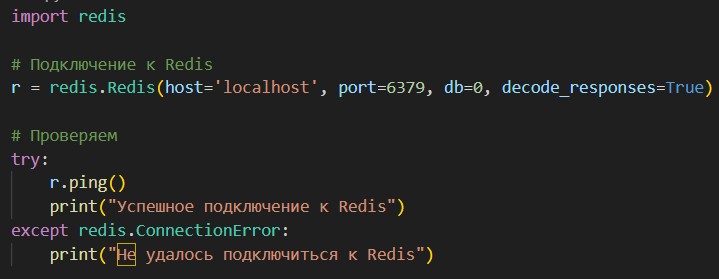 import redis
# Подключение к Redis
r = redis.Redis(host='localhost', port=6379, db=0, decode_responses=True)
# Проверяем
try:
    r.ping()
    print("Успешное подключение к Redis")
except redis.ConnectionError:
    print("Не удалось подключиться к Redis")